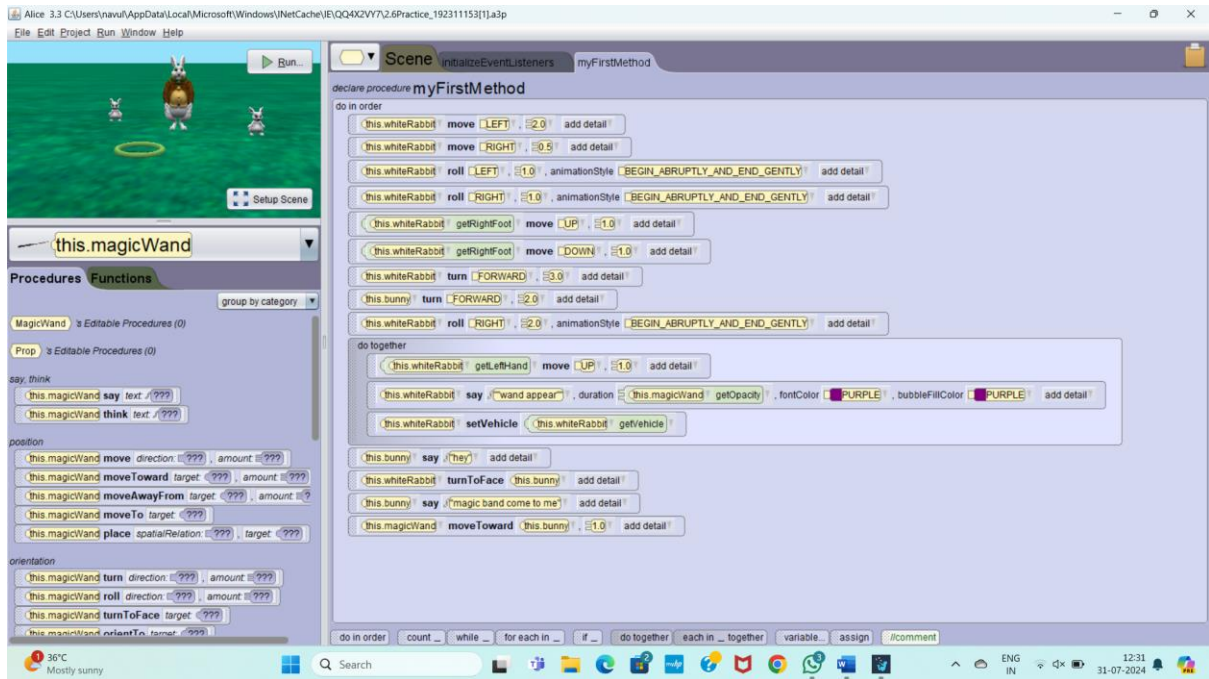 Alice 3.3 C:\Users\navul\AppData\Local\Microsoft\Windows\INetCache\IE\QQ4X2VY7\2.6Practice_192311153[1].a3p
File Edit Project Run Window Help
Run...
Setup Scene
this.magicWand
Procedures Functions
group by category
MagicWand 's Editable Procedures (0)
Prop 's Editable Procedures (0)
say, think
this.magicWand say text: ???
this.magicWand think text: ???
position
this.magicWand move direction: ??? , amount: ???
this.magicWand moveToward target: ??? , amount: ???
this.magicWand moveAwayFrom target: ??? , amount: ?
this.magicWand moveTo target: ???
this.magicWand place spatialRelation: ??? , target: ???
orientation
this.magicWand turn direction: ??? , amount: ???
this.magicWand roll direction: ??? , amount: ???
this.magicWand turnToFace target: ???
this.magicWand orientTo target: ???
Scene initializeEventListeners myFirstMethod
declare procedure myFirstMethod
do in order
this.whiteRabbit move LEFT , 2.0 add detail
this.whiteRabbit move RIGHT , 0.5 add detail
this.whiteRabbit roll LEFT , 1.0 , animationStyle BEGIN_ABRUPTLY_AND_END_GENTLY add detail
this.whiteRabbit roll RIGHT , 1.0 , animationStyle BEGIN_ABRUPTLY_AND_END_GENTLY add detail
this.whiteRabbit getRightFoot move UP , 1.0 add detail
this.whiteRabbit getRightFoot move DOWN , 1.0 add detail
this.whiteRabbit turn FORWARD , 3.0 add detail
this.bunny turn FORWARD , 2.0 add detail
this.whiteRabbit roll RIGHT , 2.0 , animationStyle BEGIN_ABRUPTLY_AND_END_GENTLY add detail
do together
this.whiteRabbit getLeftHand move UP , 1.0 add detail
this.whiteRabbit say "wand appear" , duration this.magicWand getOpacity , fontColor PURPLE , bubbleFillColor PURPLE add detail
this.whiteRabbit setVehicle this.whiteRabbit getVehicle
this.bunny say "hey" add detail
this.whiteRabbit turnToFace this.bunny add detail
this.bunny say "magic band come to me" add detail
this.magicWand moveToward this.bunny , 1.0 add detail
do in order count _ while _ for each in _ if _ do together each in _ together variable... assign //comment
36°C
Mostly sunny
Search
ENG
IN
12:31
31-07-2024